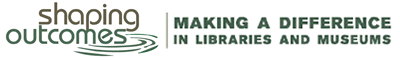 shaping
outcomes
MAKING A DIFFERENCE
IN LIBRARIES AND MUSEUMS